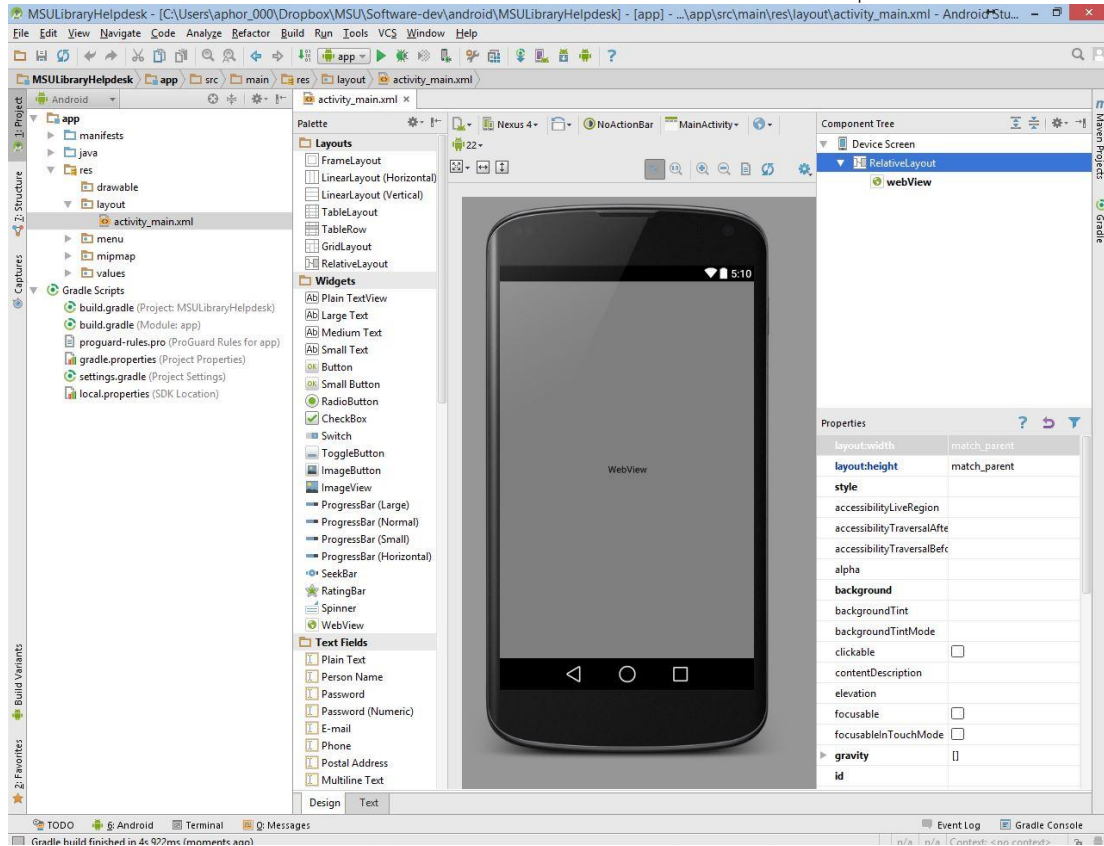 MSULibraryHelpdesk - [C:\Users\aphor_000\Dropbox\MSU\Software-dev\android\MSULibraryHelpdesk] - [app] - ...\app\src\main\res\layout\activity_main.xml - Android Stu...
File Edit View Navigate Code Analyze Refactor Build Run Tools VCS Window Help
app
MSULibraryHelpdesk app src main res layout activity_main.xml
1: Project
Z: Structure
Captures
Build Variants
2: Favorites
Android
app
manifests
java
res
drawable
layout
activity_main.xml
menu
mipmap
values
Gradle Scripts
build.gradle (Project: MSULibraryHelpdesk)
build.gradle (Module: app)
proguard-rules.pro (ProGuard Rules for app)
gradle.properties (Project Properties)
settings.gradle (Project Settings)
local.properties (SDK Location)
activity_main.xml
Palette
Layouts
FrameLayout
LinearLayout (Horizontal)
LinearLayout (Vertical)
TableLayout
TableRow
GridLayout
RelativeLayout
Widgets
Ab Plain TextView
Ab Large Text
Ab Medium Text
Ab Small Text
OK Button
OK Small Button
RadioButton
CheckBox
Switch
ToggleButton
ImageButton
ImageView
ProgressBar (Large)
ProgressBar (Normal)
ProgressBar (Small)
ProgressBar (Horizontal)
SeekBar
RatingBar
Spinner
WebView
Text Fields
Plain Text
Person Name
Password
Password (Numeric)
E-mail
Phone
Postal Address
Multiline Text
Nexus 4 NoActionBar MainActivity
22
5:10
WebView
Design Text
Component Tree
Device Screen
RelativeLayout
webView
Properties
layout:width match_parent
layout:height match_parent
style
accessibilityLiveRegion
accessibilityTraversalAfte
accessibilityTraversalBefo
alpha
background
backgroundTint
backgroundTintMode
clickable
contentDescription
elevation
focusable
focusableInTouchMode
gravity []
id
Maven Projects
Gradle
TODO 6: Android Terminal 0: Messages Event Log Gradle Console
Gradle build finished in 4s 922ms (moments ago) n/a n/a Context: <no context>